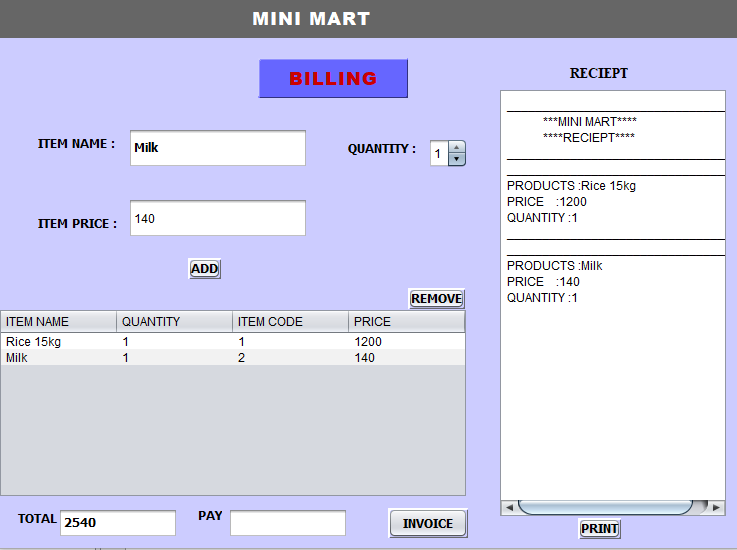 MINI MART
BILLING
ITEM NAME :
Milk
QUANTITY :
1
ITEM PRICE :
140
ADD
REMOVE
ITEM NAME QUANTITY ITEM CODE PRICE
Rice 15kg 1 1 1200
Milk 1 2 140
TOTAL 2540 PAY
INVOICE
RECIEPT
***MINI MART****
****RECIEPT****
PRODUCTS :Rice 15kg
PRICE :1200
QUANTITY :1
PRODUCTS :Milk
PRICE :140
QUANTITY :1
PRINT